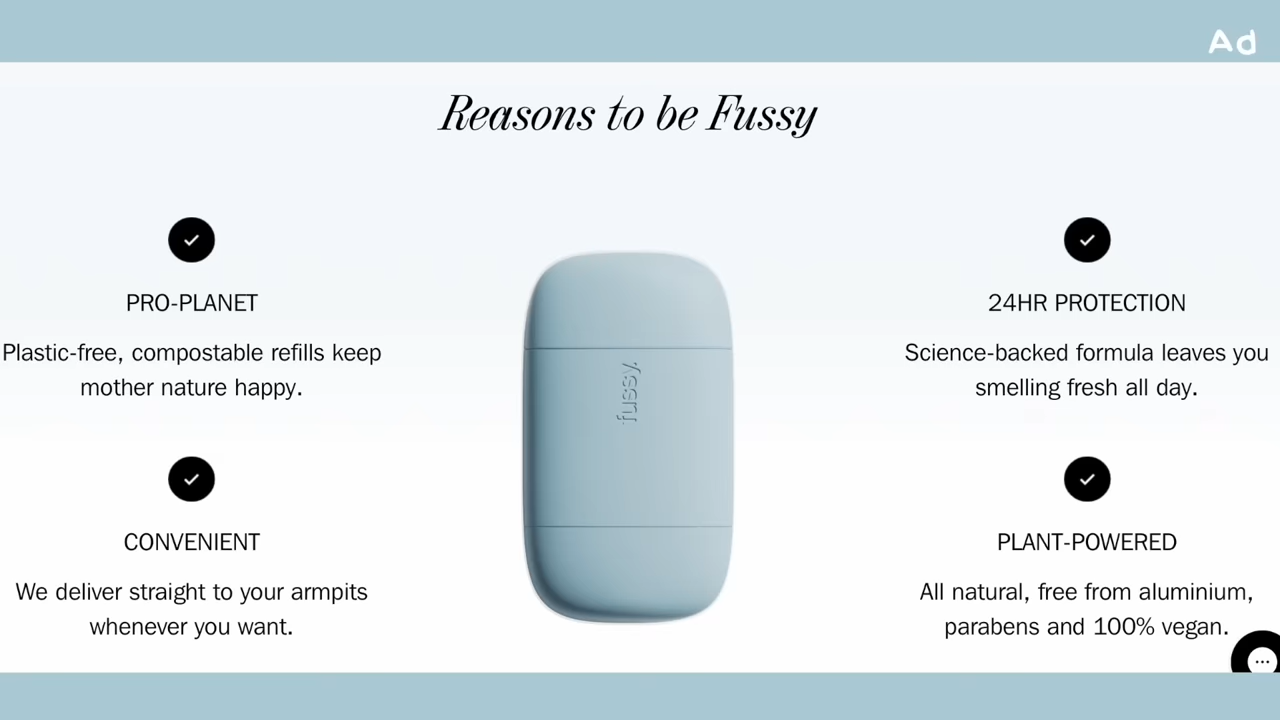 Ad
Reasons to be Fussy
PRO-PLANET
Plastic-free, compostable refills keep
mother nature happy.
CONVENIENT
We deliver straight to your armpits
whenever you want.
fussy
24HR PROTECTION
Science-backed formula leaves you
smelling fresh all day.
PLANT-POWERED
All natural, free from aluminium,
parabens and 100% vegan.